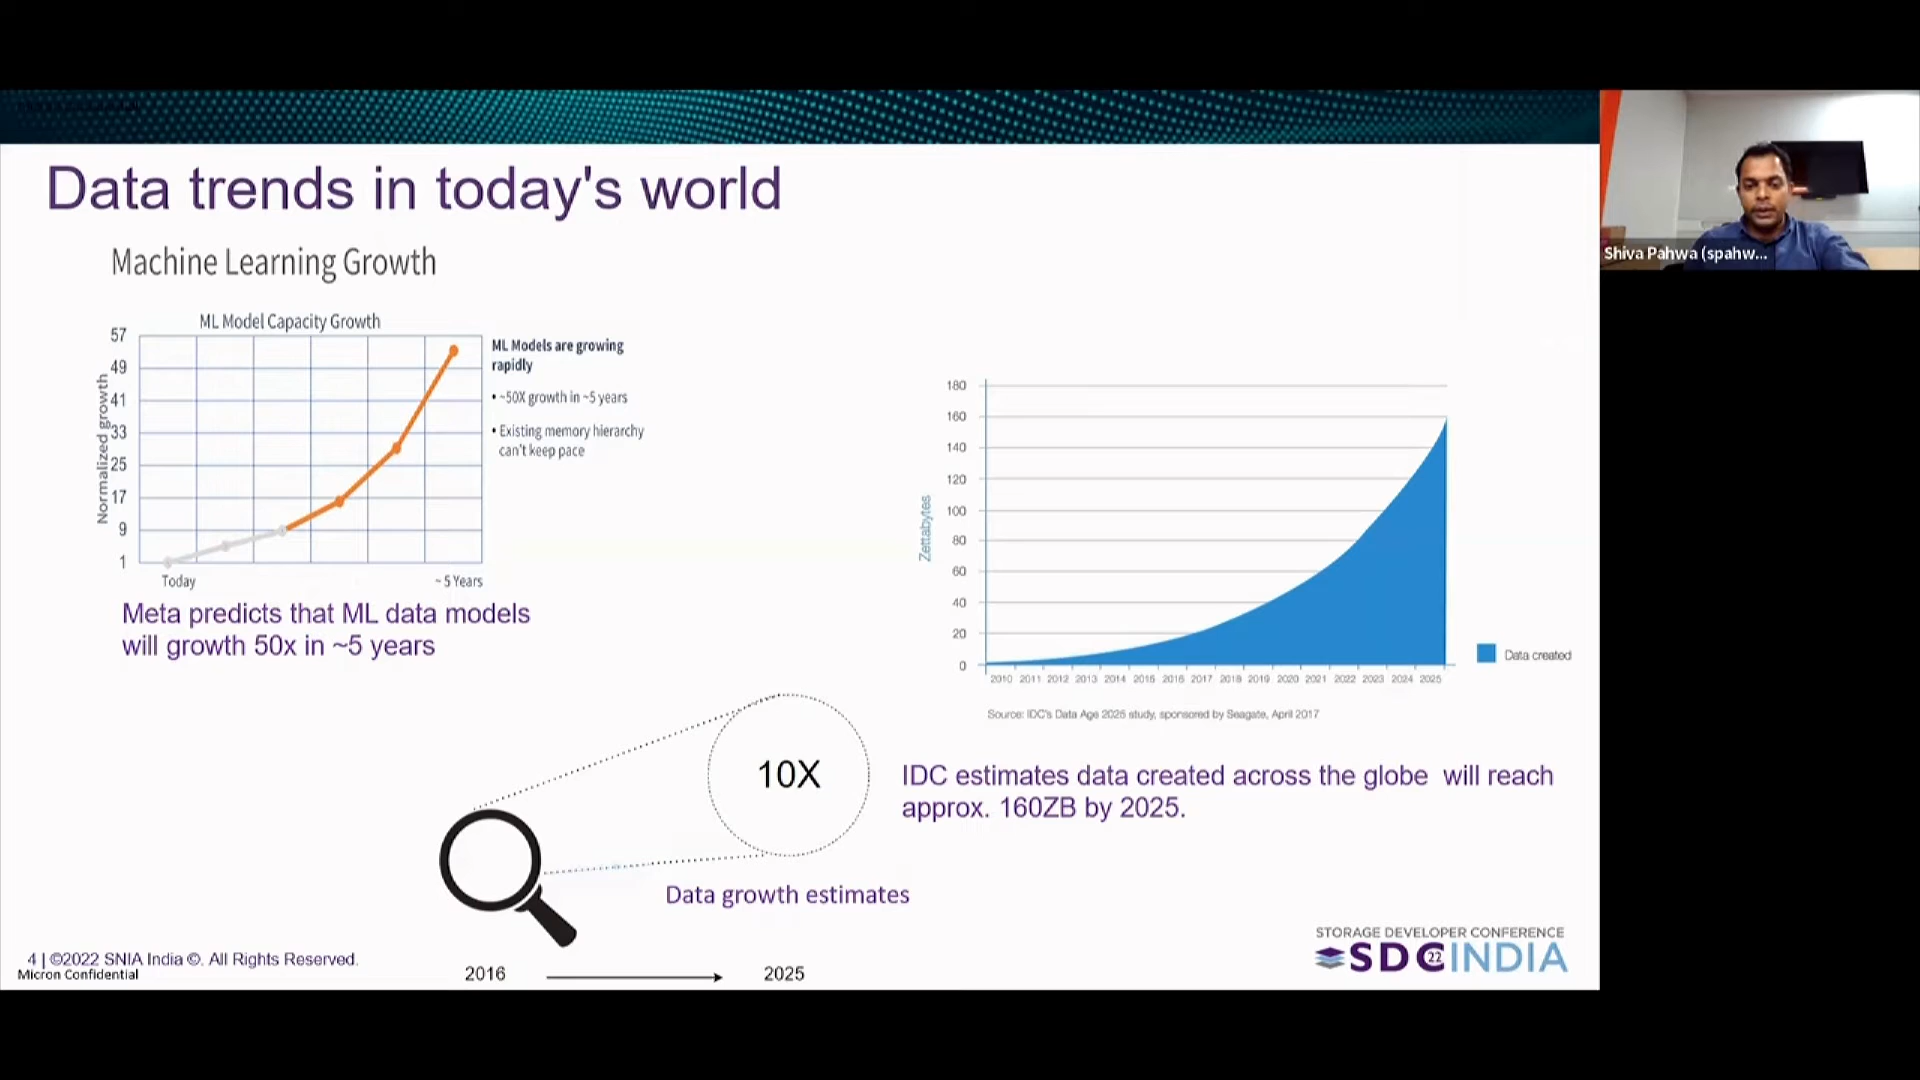 Data trends in today's world
Machine Learning Growth
ML Model Capacity Growth
Normalized growth
57
49
41
33
25
17
9
1
Today
~ 5 Years
ML Models are growing
rapidly
• ~50X growth in ~5 years
• Existing memory hierarchy
can't keep pace
Meta predicts that ML data models
will growth 50x in ~5 years
Zettabytes
180
160
140
120
100
80
60
40
20
0
2010 2011 2012 2013 2014 2015 2016 2017 2018 2019 2020 2021 2022 2023 2024 2025
Data created
Source: IDC's Data Age 2025 study, sponsored by Seagate, April 2017
10X
IDC estimates data created across the globe will reach
approx. 160ZB by 2025.
Data growth estimates
2016
2025
4 | ©2022 SNIA India ©. All Rights Reserved.
Micron Confidential
STORAGE DEVELOPER CONFERENCE
SDC 22 INDIA
Shiva Pahwa (spahw...